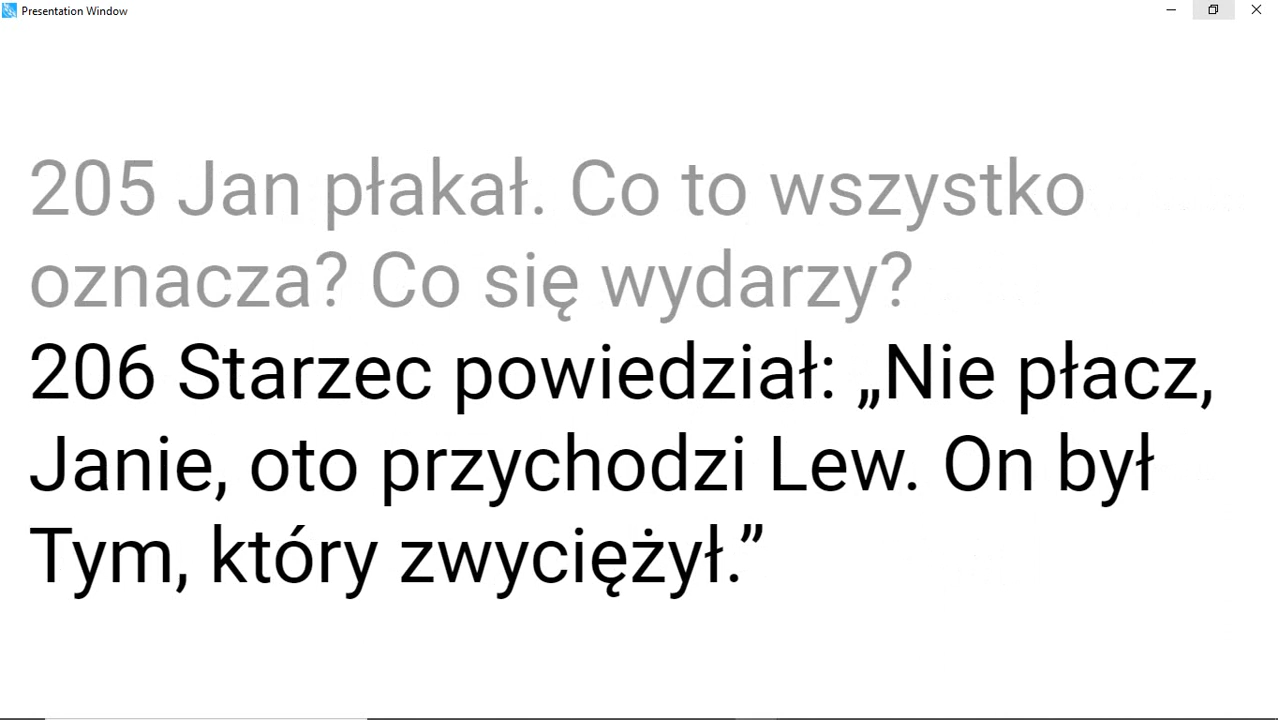 Presentation Window
205 Jan płakał. Co to wszystko
oznacza? Co się wydarzy?
206 Starzec powiedział: „Nie płacz,
Janie, oto przychodzi Lew. On był
Tym, który zwyciężył.”